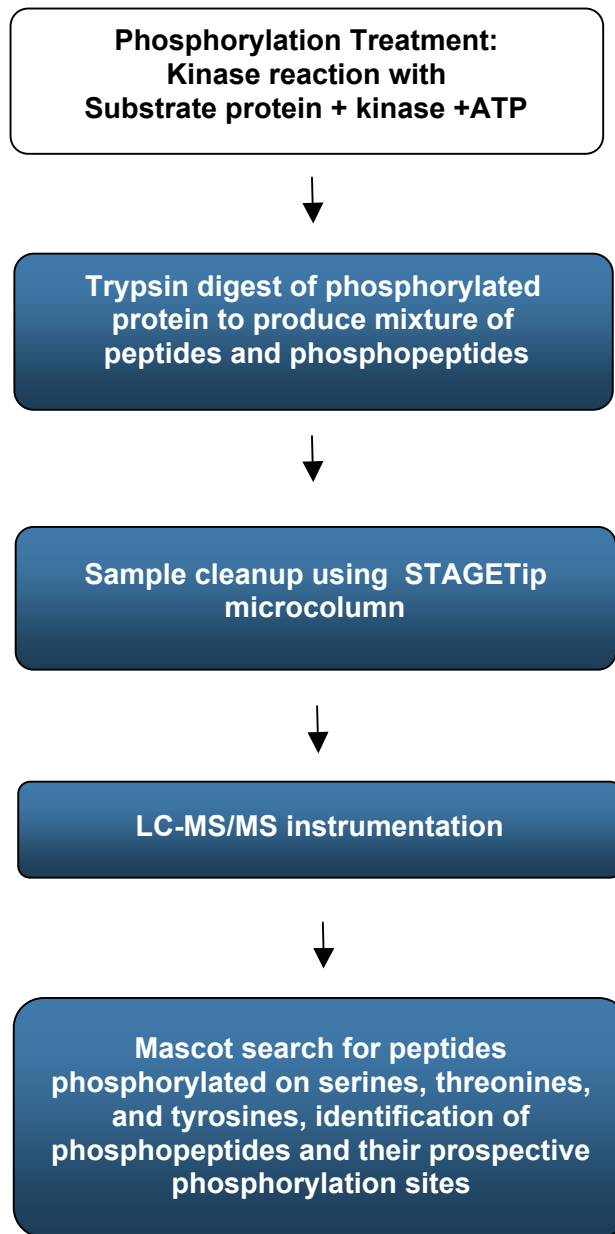 Phosphorylation Treatment:
Kinase reaction with
Substrate protein + kinase +ATP
Trypsin digest of phosphorylated
protein to produce mixture of
peptides and phosphopeptides
Sample cleanup using STAGETip
microcolumn
LC-MS/MS instrumentation
Mascot search for peptides
phosphorylated on serines, threonines,
and tyrosines, identification of
phosphopeptides and their prospective
phosphorylation sites